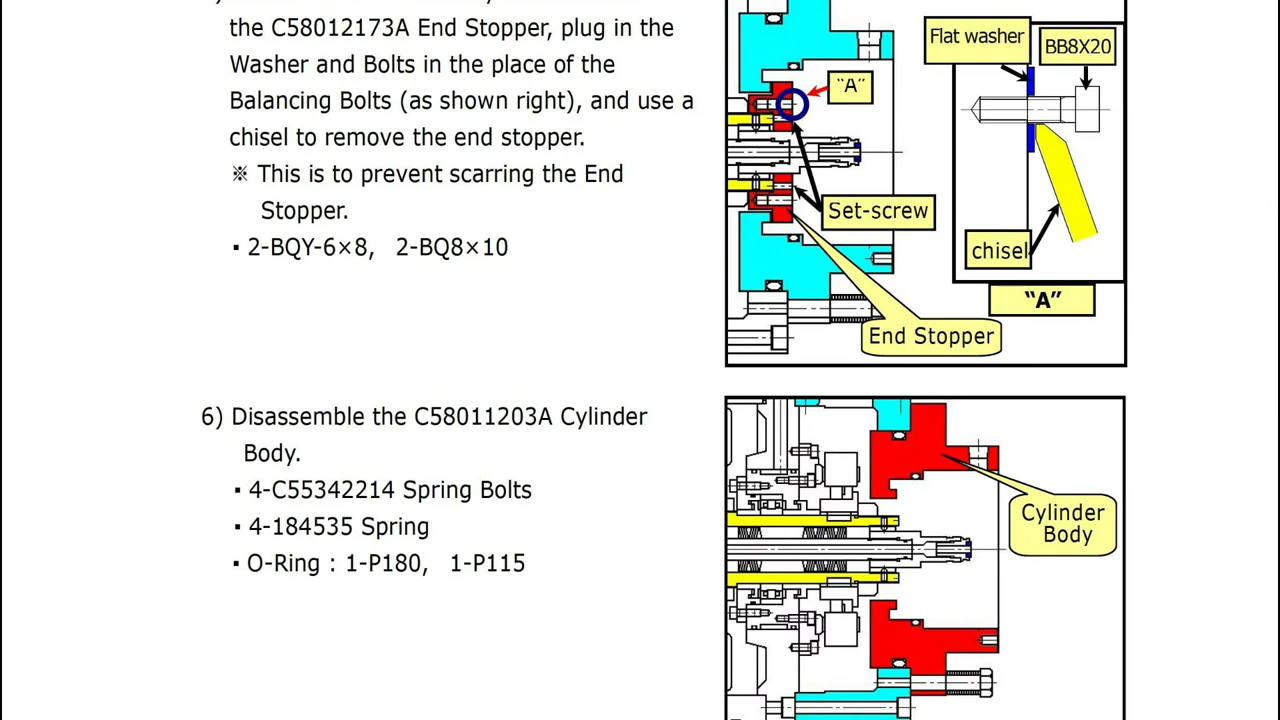 the C58012173A End Stopper, plug in the
Washer and Bolts in the place of the
Balancing Bolts (as shown right), and use a
chisel to remove the end stopper.
※ This is to prevent scarring the End
Stopper.
▪ 2-BQY-6×8, 2-BQ8×10
Flat washer
BB8X20
"A"
Set-screw
chisel
"A"
End Stopper
6) Disassemble the C58011203A Cylinder
Body.
▪ 4-C55342214 Spring Bolts
▪ 4-184535 Spring
▪ O-Ring : 1-P180, 1-P115
Cylinder
Body